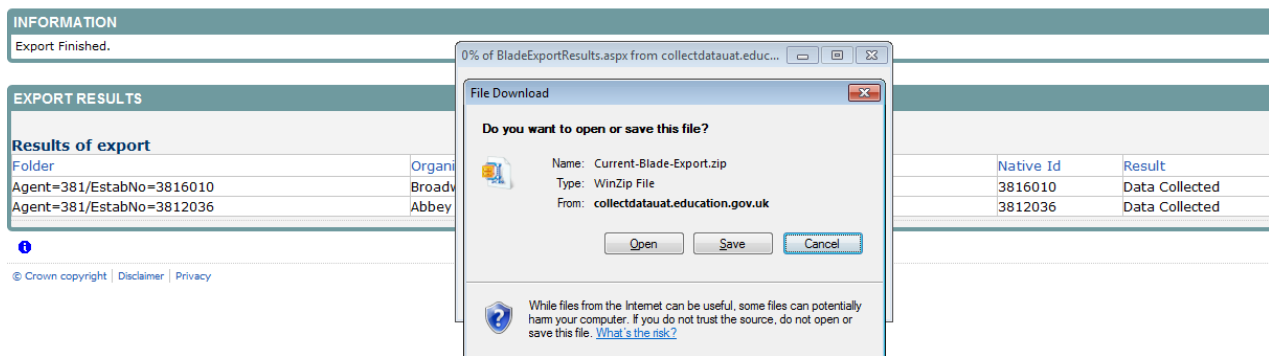 INFORMATION
Export Finished.
0% of BladeExportResults.aspx from collectdatauat.educ...
File Download
Do you want to open or save this file?
Name: Current-Blade-Export.zip
Type: WinZip File
From: collectdatauat.education.gov.uk
Open Save Cancel
While files from the Internet can be useful, some files can potentially
harm your computer. If you do not trust the source, do not open or
save this file. What's the risk?
EXPORT RESULTS
Results of export
Folder Organi Native Id Result
Agent=381/EstabNo=3816010 Broadw 3816010 Data Collected
Agent=381/EstabNo=3812036 Abbey 3812036 Data Collected
© Crown copyright | Disclaimer | Privacy